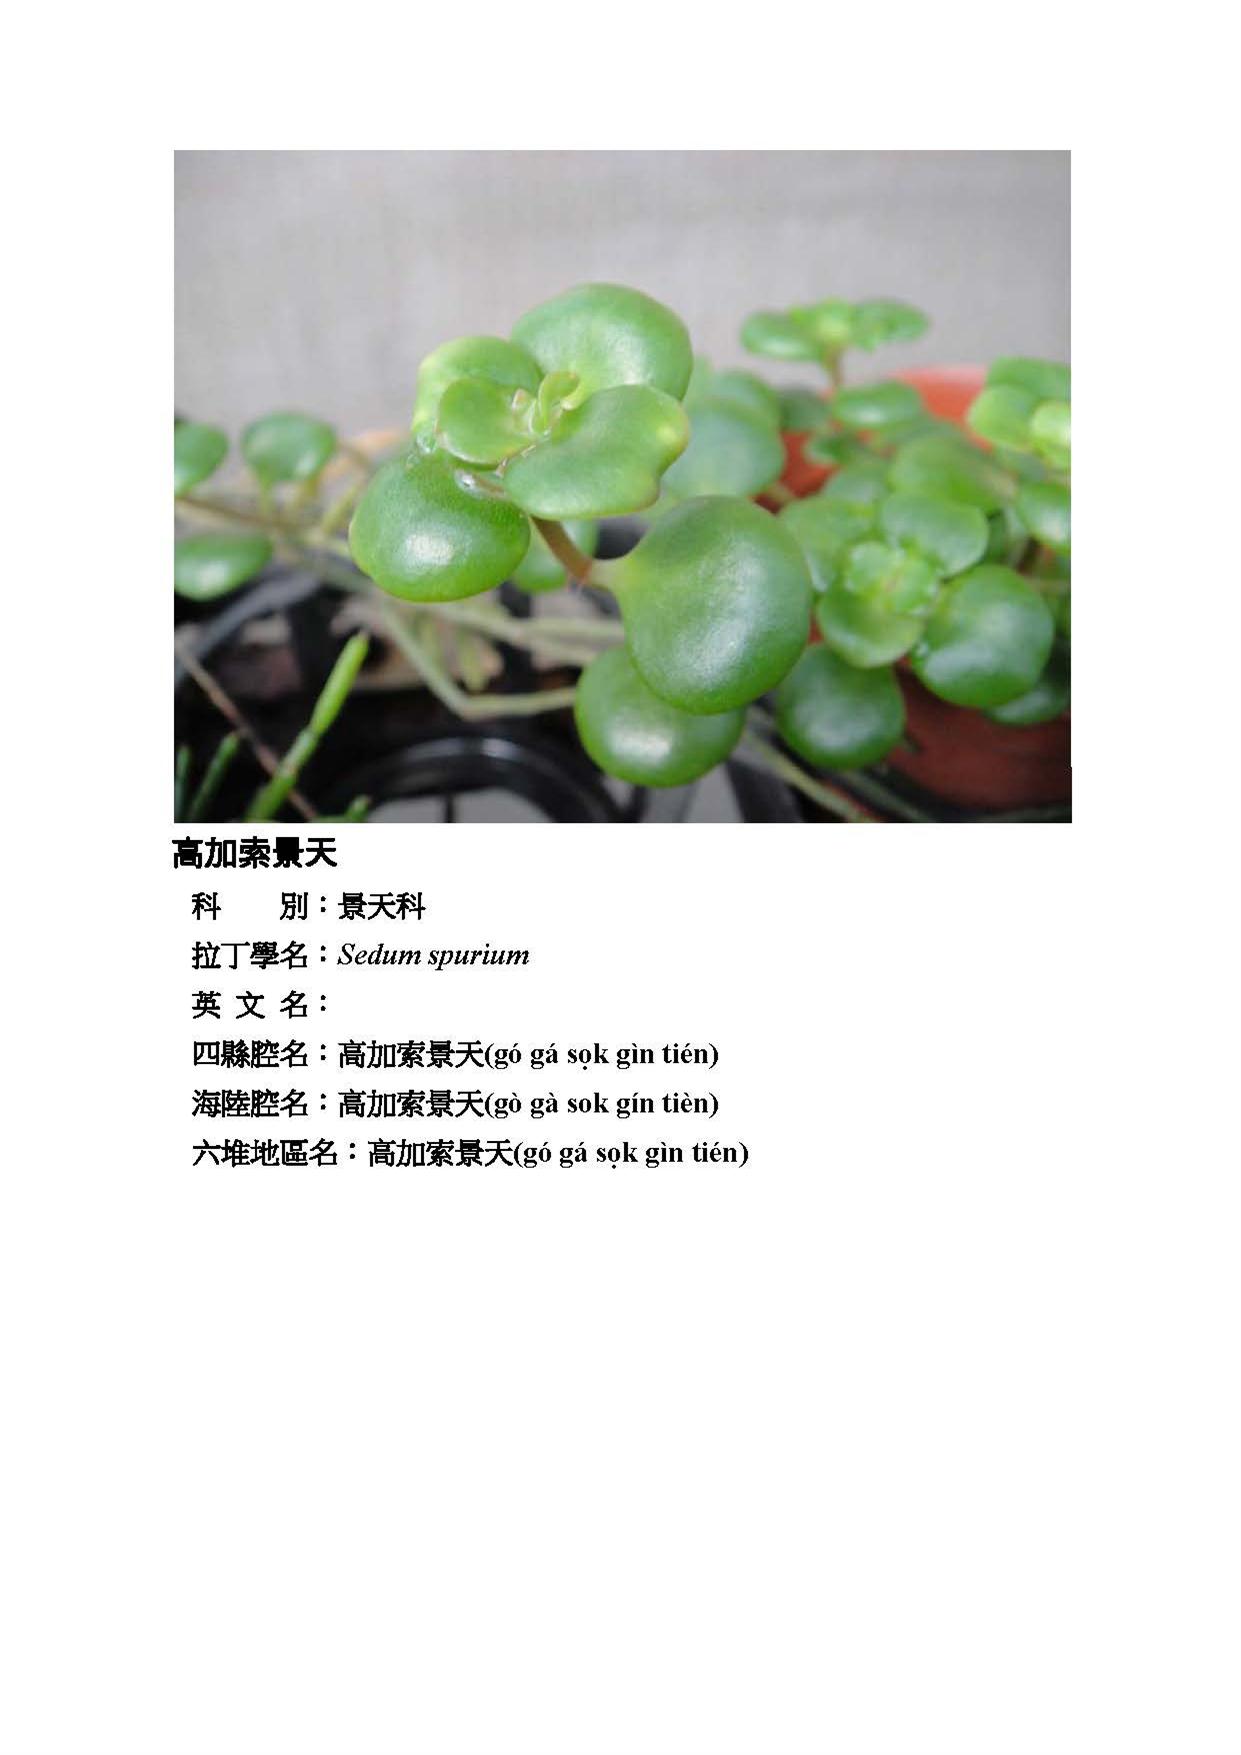 高加索景天
科　　別：景天科
拉丁學名：Sedum spurium
英 文 名：
四縣腔名：高加索景天(gó gá sọk gìn tién)
海陸腔名：高加索景天(gò gà sok gín tièn)
六堆地區名：高加索景天(gó gá sọk gìn tién)